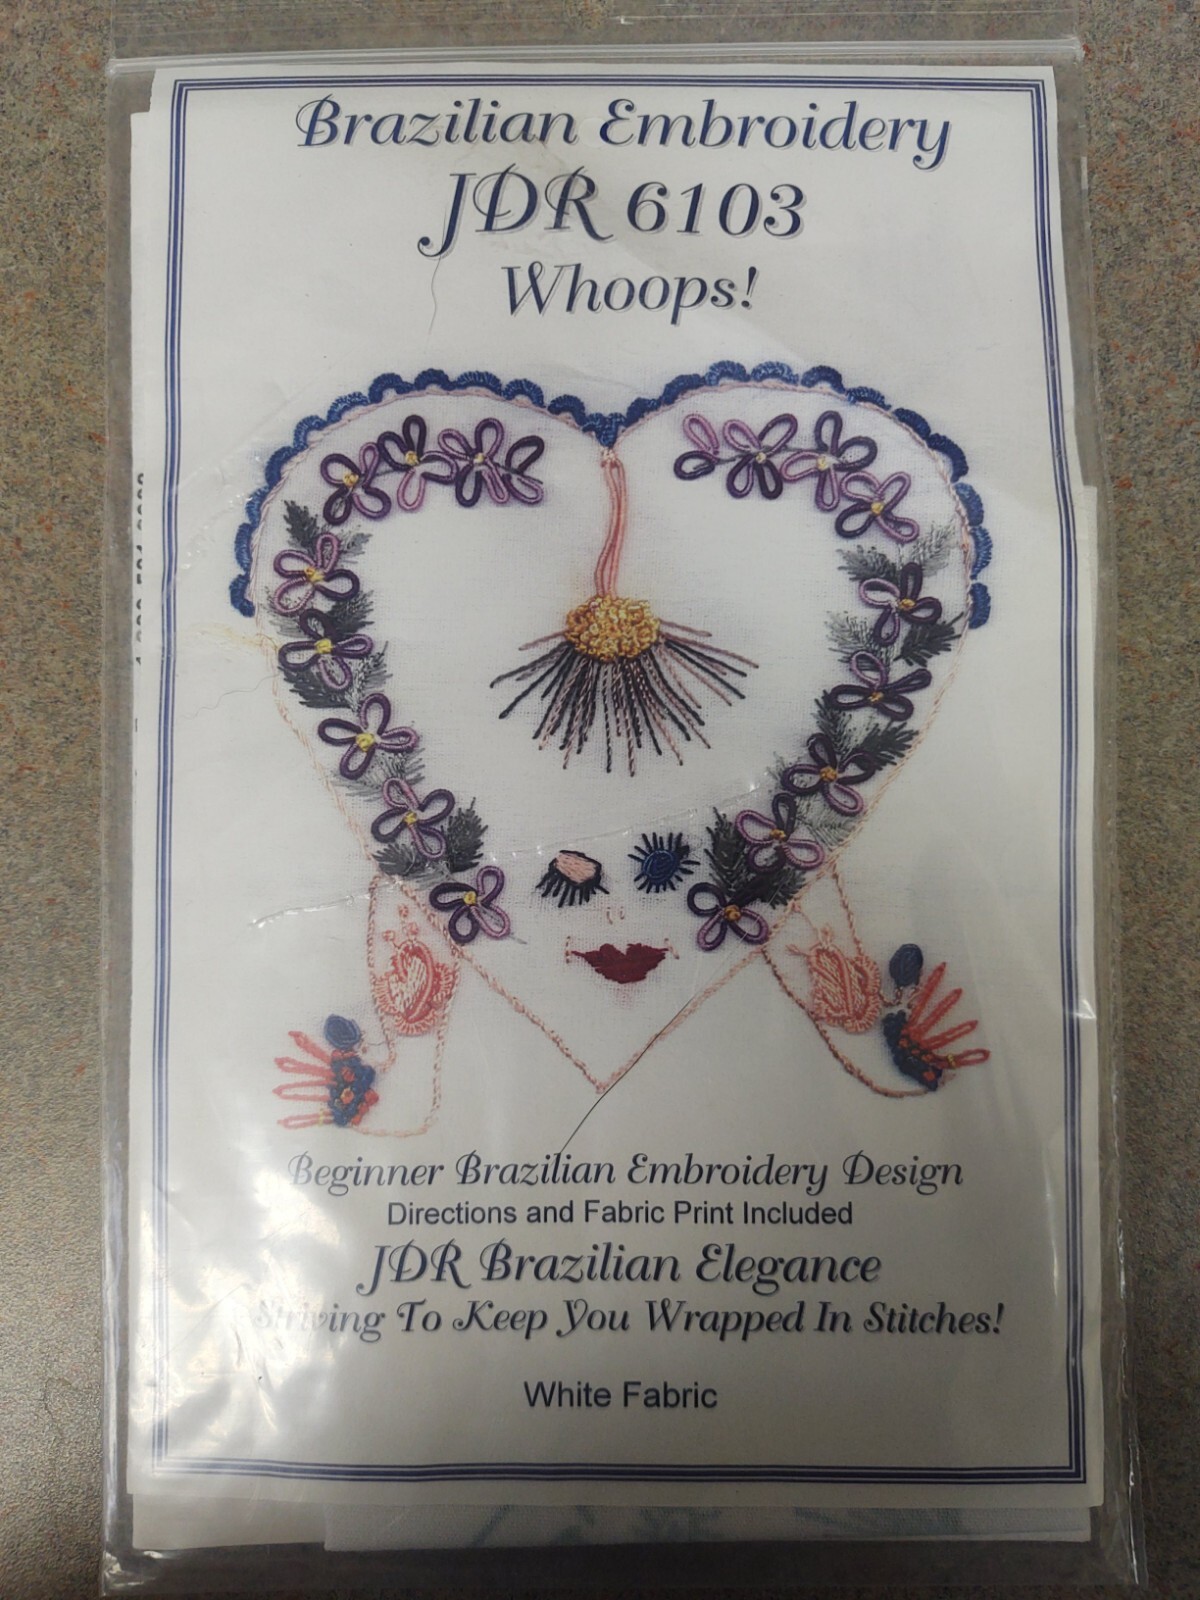 Brazilian Embroidery
JDR 6103
Whoops!
Beginner Brazilian Embroidery Design
Directions and Fabric Print Included
JDR Brazilian Elegance
Striving To Keep You Wrapped In Stitches!
White Fabric